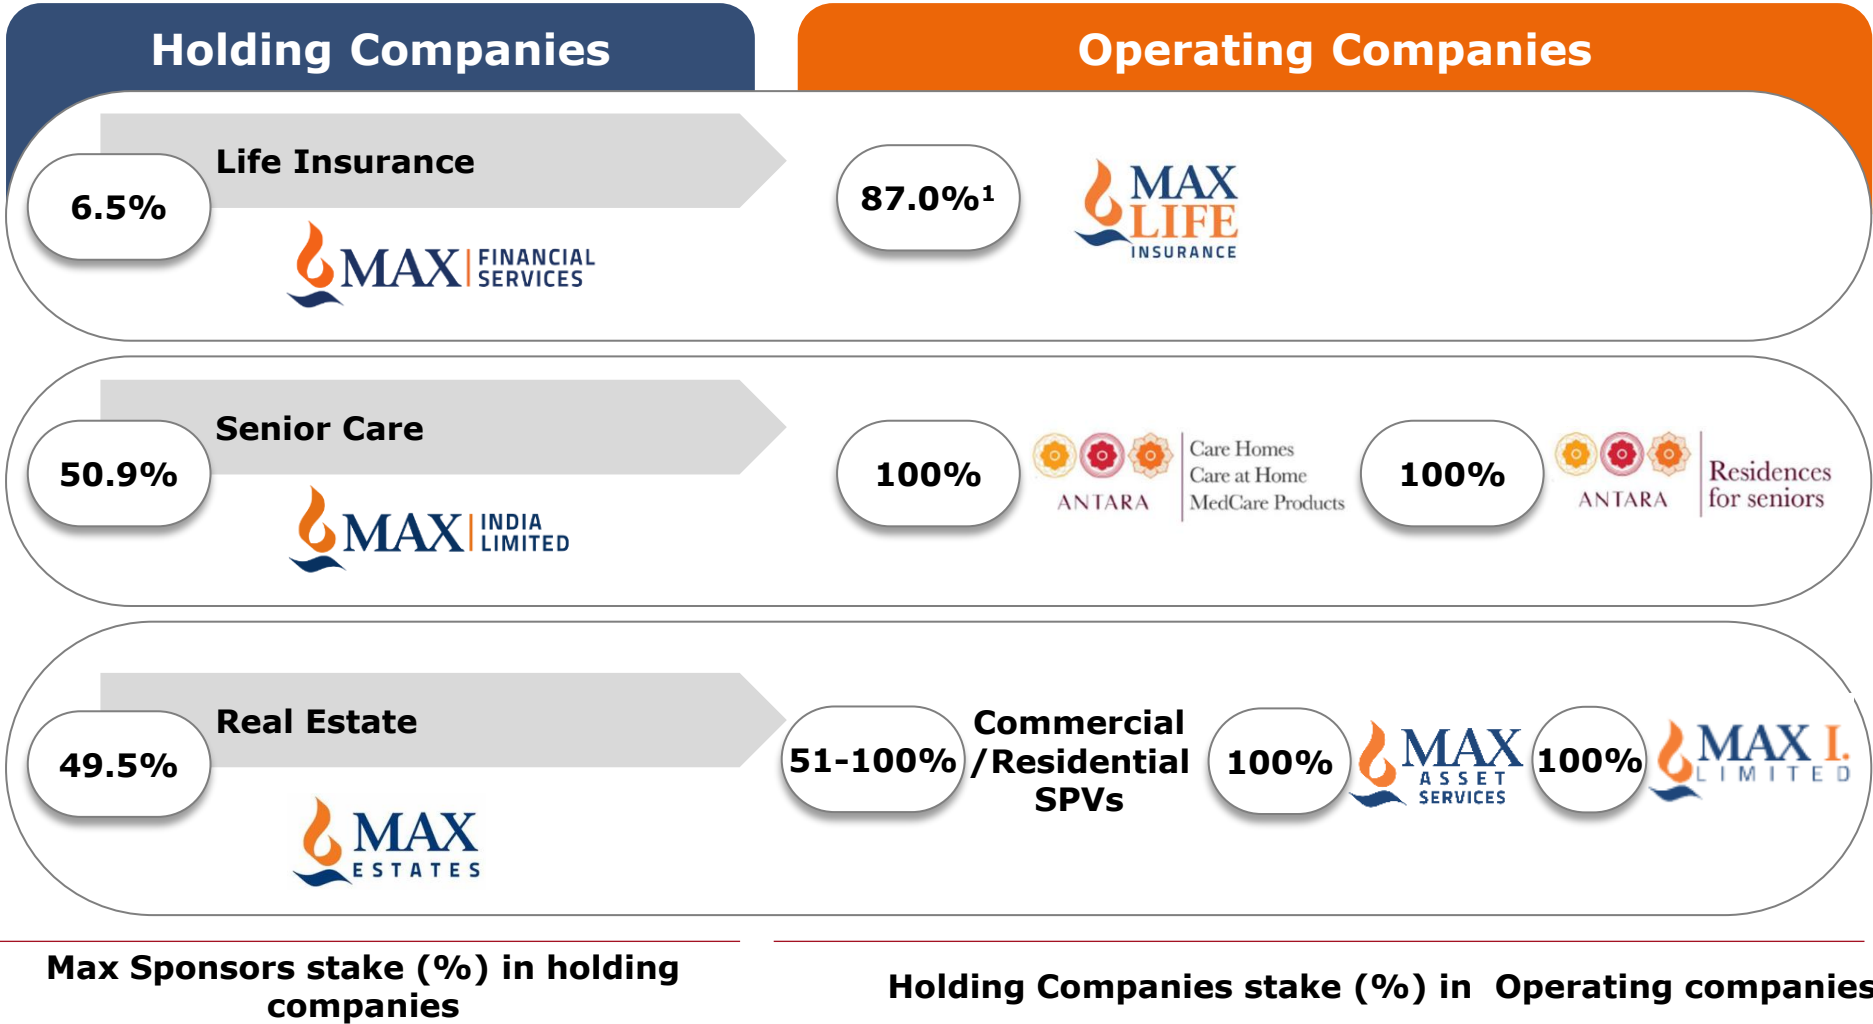 Holding Companies
Operating Companies
Life Insurance
6.5%
MAX FINANCIAL
SERVICES
87.0%¹
MAX
LIFE
INSURANCE
Senior Care
50.9%
MAX INDIA
LIMITED
100%
ANTARA
Care Homes
Care at Home
MedCare Products
100%
ANTARA
Residences
for seniors
Real Estate
49.5%
MAX
ESTATES
51-100%
Commercial
/Residential
SPVs
100%
MAX
ASSET
SERVICES
100%
MAX I.
LIMITED
Max Sponsors stake (%) in holding
companies
Holding Companies stake (%) in Operating companies